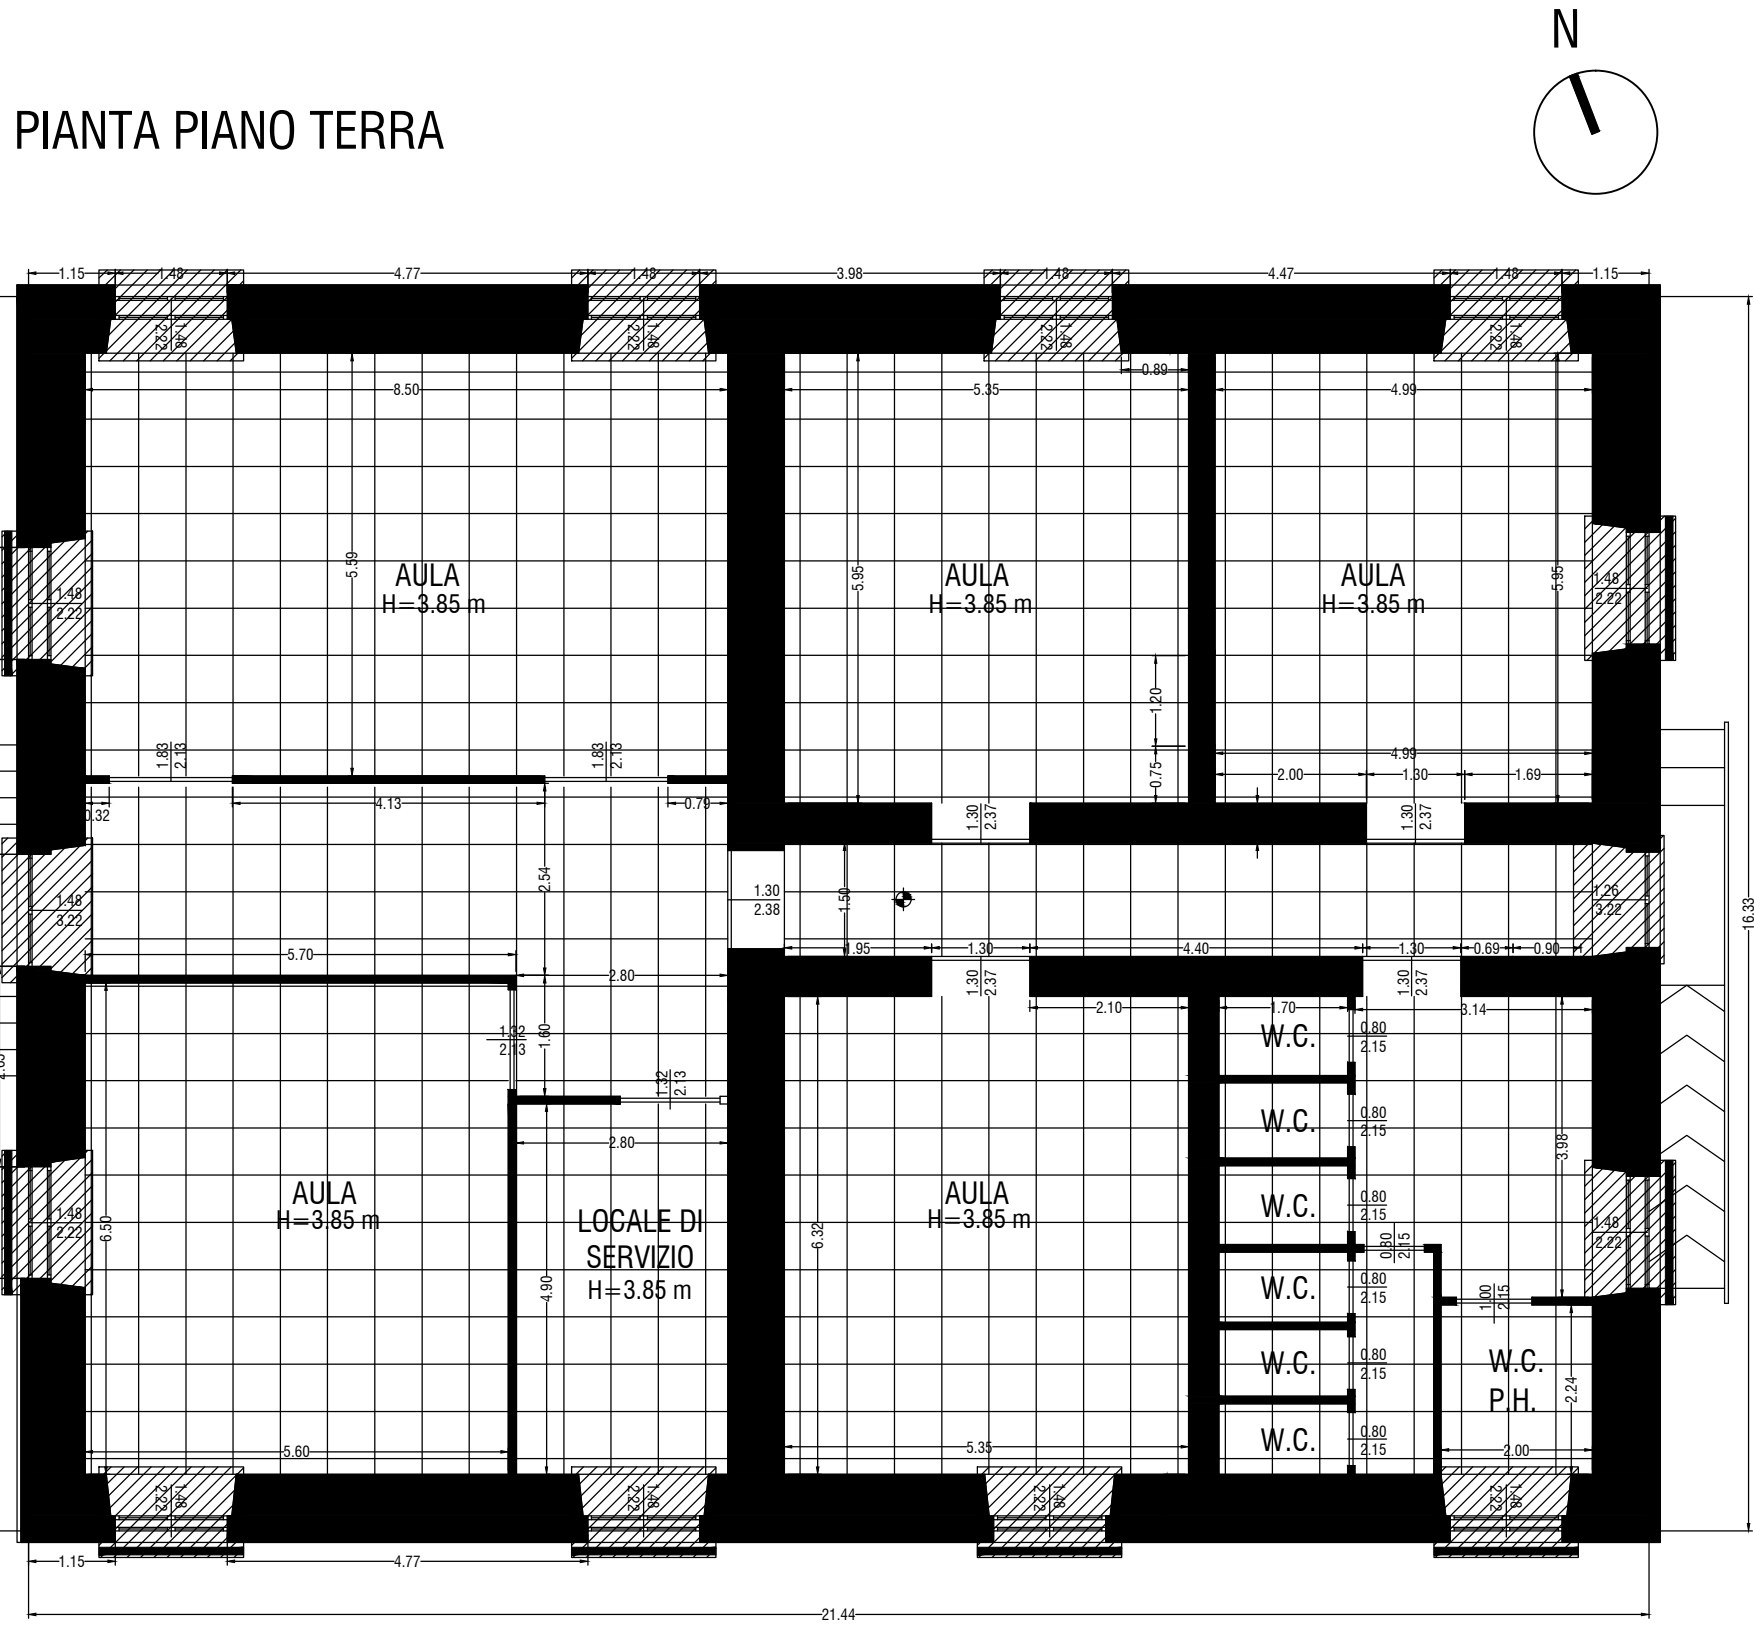 N
PIANTA PIANO TERRA
1.15 1.48 4.77 1.48 3.98 1.48 4.47 1.48 1.15
1.48 2.22 1.48 2.22 1.48 2.22 1.48 2.22
0.89
8.50 5.35 4.99
5.59 5.95 5.95
AULA AULA AULA
H=3.85 m H=3.85 m H=3.85 m
1.48 1.48
2.22 2.22
1.20
1.83 2.13 1.83 2.13
4.99
0.75 2.00 1.30 1.69
0.32 4.13 0.79
1.30 2.37 1.30 2.37
2.54
1.48 1.30 1.50 1.26
3.22 2.38 3.22
16.33
5.70 1.95 1.30 4.40 1.30 0.69 0.90
2.80
1.30 2.37 1.30 2.37
2.10 1.70 3.14
1.32 1.60 W.C. 0.80
2.13 2.15
1.32 2.13
W.C. 0.80
2.15
2.80 3.98
AULA AULA W.C. 0.80
H=3.85 m H=3.85 m 2.15
1.48 1.48
2.22 2.22
6.50 LOCALE DI 6.32
SERVIZIO 0.80 2.15
H=3.85 m
4.90 W.C. 0.80
2.15
1.00 2.15
W.C. 0.80 W.C.
2.15 P.H.
2.24
W.C. 0.80
2.15
5.60 5.35 2.00
1.48 2.22 1.48 2.22 1.48 2.22 1.48 2.22
1.15 4.77
21.44